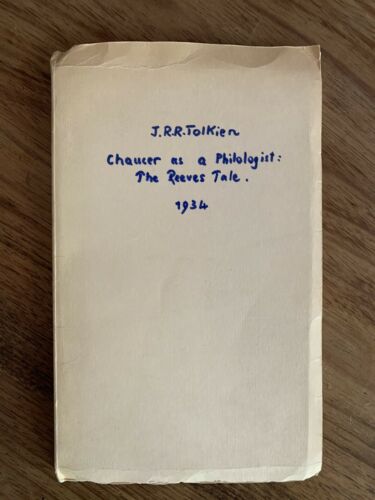 J.R.R.Tolkien
Chaucer as a Philologist:
The Reeves Tale.
1934